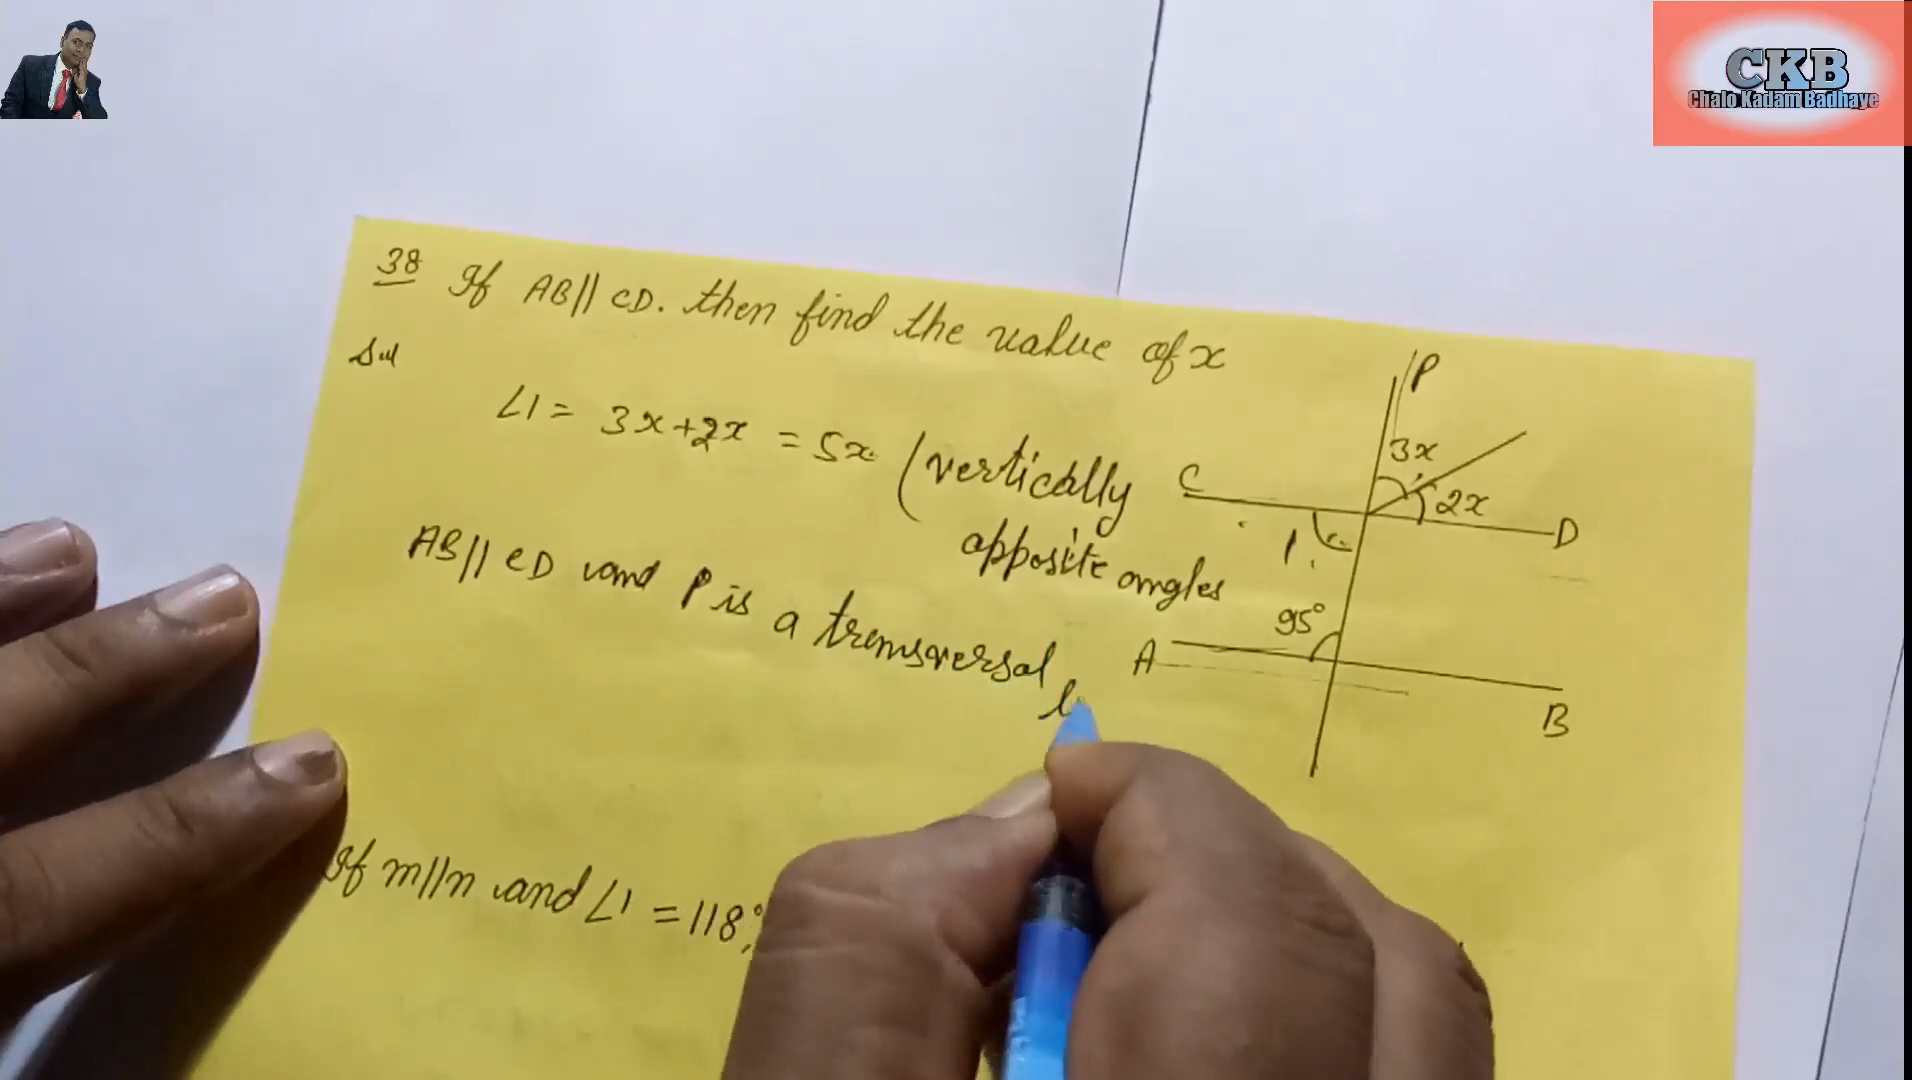 CKB
Chalo Kadam Badhaye
38 If AB || CD. then find the value of x
Sol
∠1 = 3x+2x = 5x (vertically
opposite angles
AB || CD and P is a transversal
l
P
3x
2x
C
D
1
95°
A
B
If m||n and ∠1 = 118°